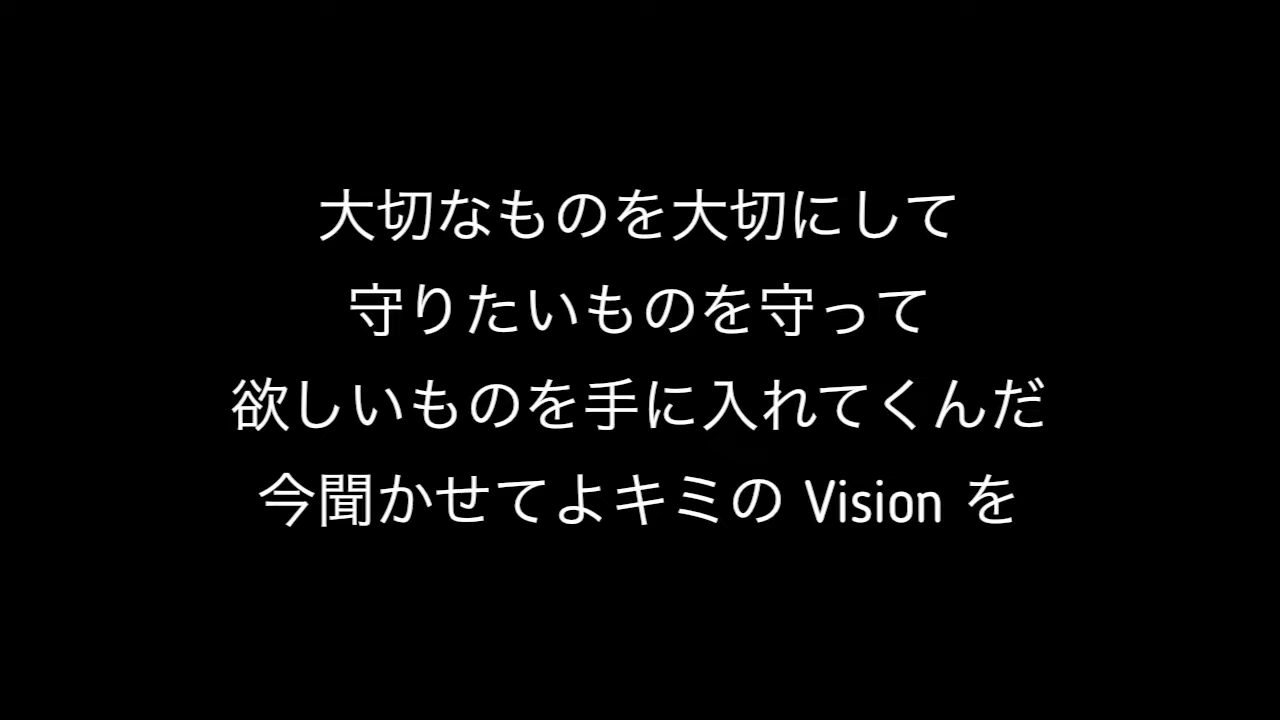 大切なものを大切にして
守りたいものを守って
欲しいものを手に入れてくんだ
今聞かせてよキミの Vision を